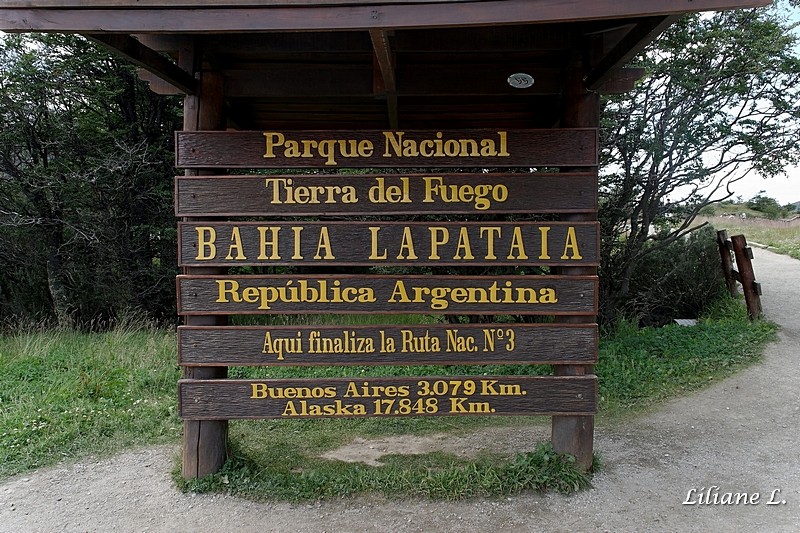 Parque Nacional
Tierra del Fuego
BAHIA LAPATAIA
República Argentina
Aqui finaliza la Ruta Nac. Nº3
Buenos Aires 3.079 Km.
Alaska 17.848 Km.
Liliane L.